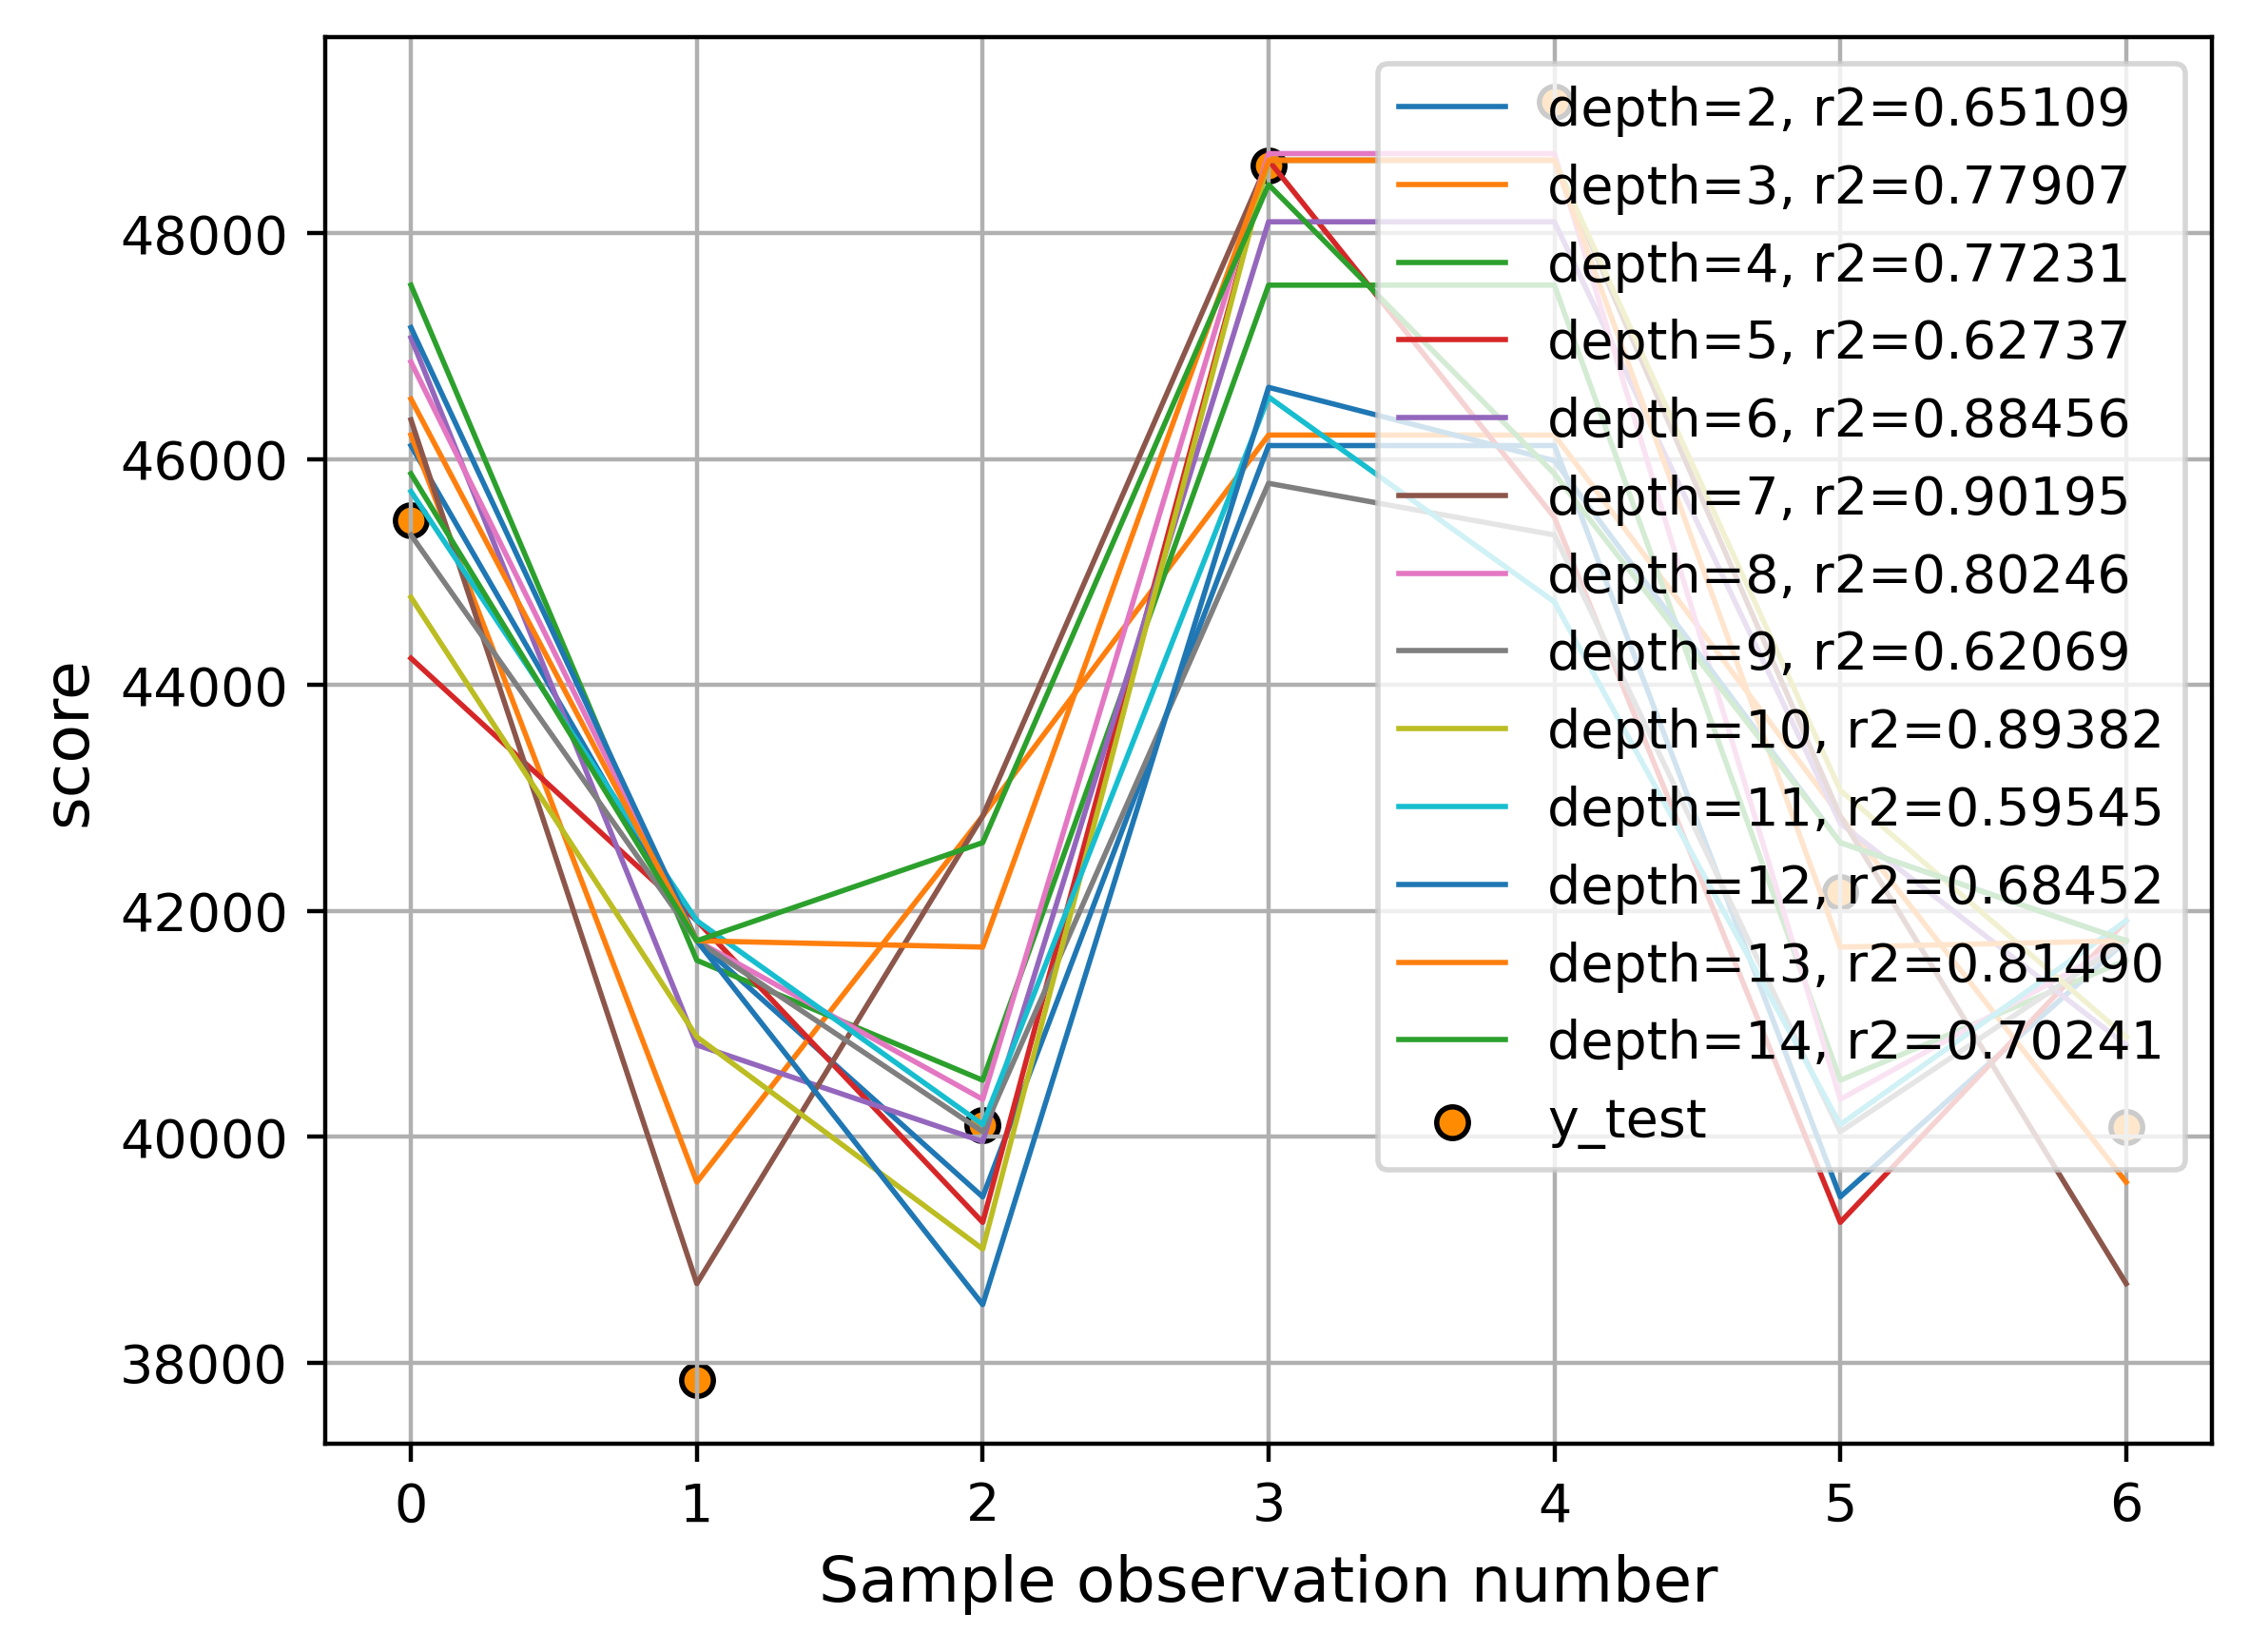 depth=2, r2=0.65109
depth=3, r2=0.77907
depth=4, r2=0.77231
depth=5, r2=0.62737
depth=6, r2=0.88456
depth=7, r2=0.90195
depth=8, r2=0.80246
depth=9, r2=0.62069
depth=10, r2=0.89382
depth=11, r2=0.59545
depth=12, r2=0.68452
depth=13, r2=0.81490
depth=14, r2=0.70241
y_test
48000
46000
44000
42000
40000
38000
score
0 1 2 3 4 5 6
Sample observation number